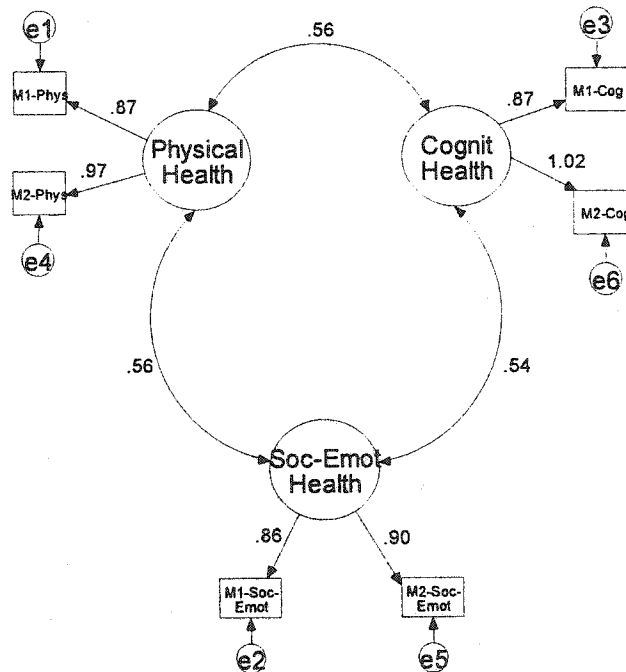 e1
.56
e3
M1-Phys
.87
.87
M1-Cog
Physical
Health
Cognit
Health
M2-Phys
.97
1.02
M2-Cog
e4
e6
.56
.54
Soc-Emot
Health
.86
.90
M1-Soc-
Emot
M2-Soc-
Emot
e2
e5